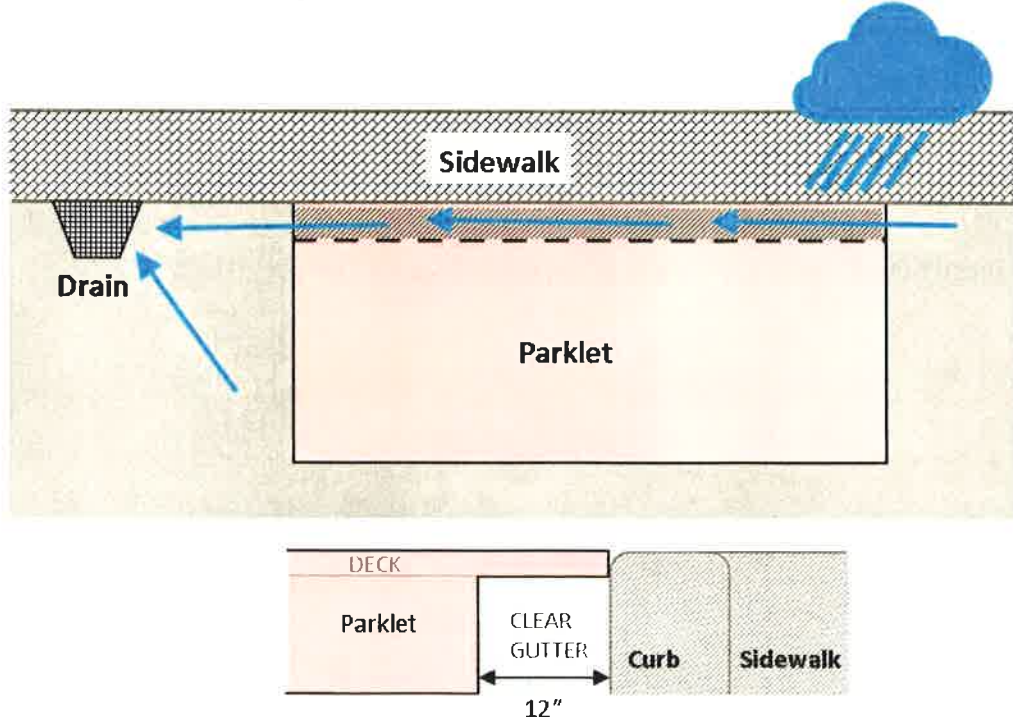 Sidewalk
Drain
Parklet
DECK
Parklet
CLEAR
GUTTER
Curb
Sidewalk
12"